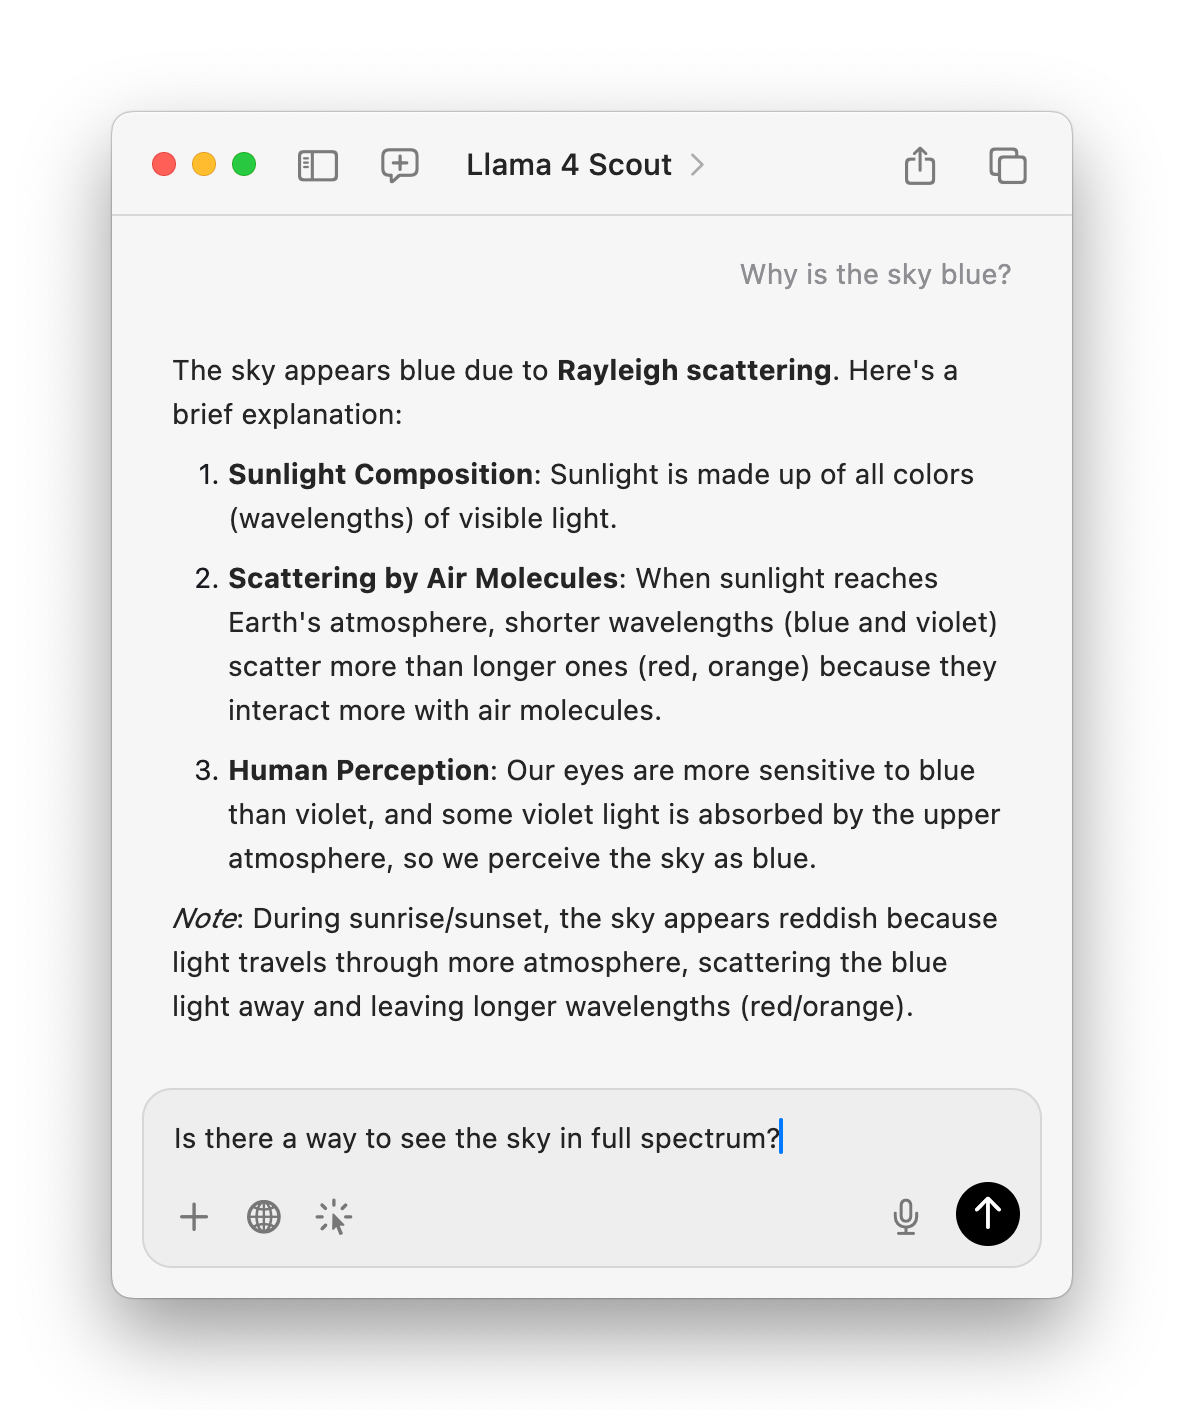 Llama 4 Scout
Why is the sky blue?
The sky appears blue due to Rayleigh scattering. Here's a
brief explanation:
1. Sunlight Composition: Sunlight is made up of all colors
(wavelengths) of visible light.
2. Scattering by Air Molecules: When sunlight reaches
Earth's atmosphere, shorter wavelengths (blue and violet)
scatter more than longer ones (red, orange) because they
interact more with air molecules.
3. Human Perception: Our eyes are more sensitive to blue
than violet, and some violet light is absorbed by the upper
atmosphere, so we perceive the sky as blue.
Note: During sunrise/sunset, the sky appears reddish because
light travels through more atmosphere, scattering the blue
light away and leaving longer wavelengths (red/orange).
Is there a way to see the sky in full spectrum?